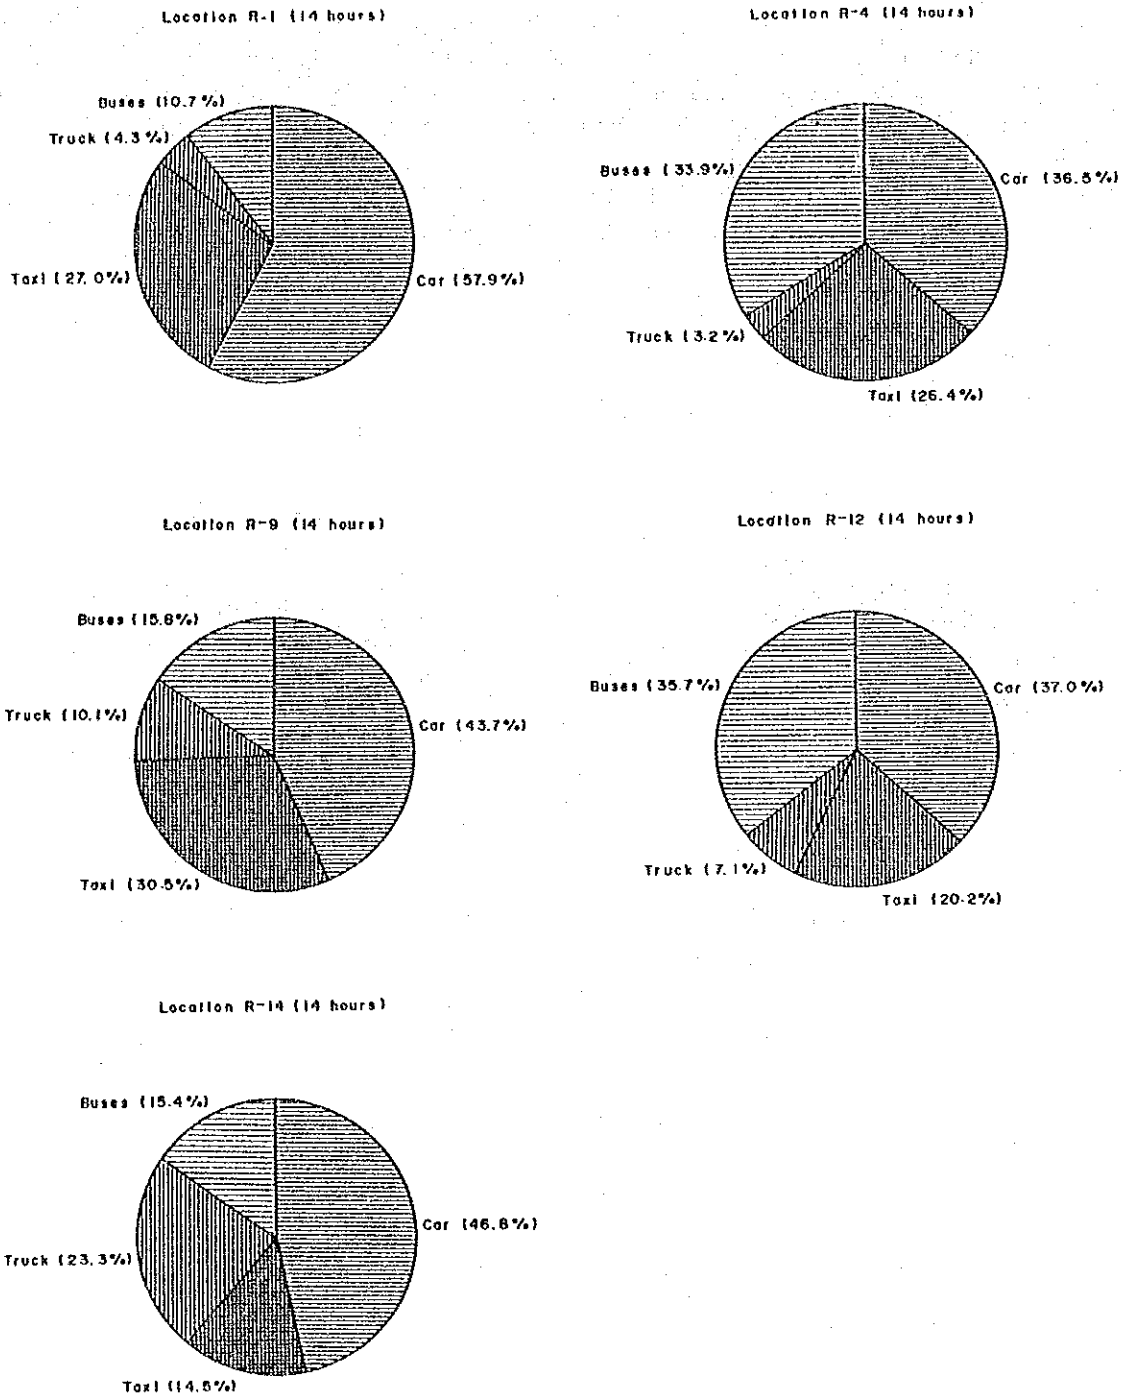 Location R-1 (14 hours)
Buses (10.7%)
Truck (4.3%)
Taxi (27.0%)
Car (57.9%)
Location R-4 (14 hours)
Buses (33.9%)
Car (36.5%)
Truck (3.2%)
Taxi (26.4%)
Location R-9 (14 hours)
Buses (15.8%)
Truck (10.1%)
Car (43.7%)
Taxi (30.5%)
Location R-12 (14 hours)
Buses (35.7%)
Car (37.0%)
Truck (7.1%)
Taxi (20.2%)
Location R-14 (14 hours)
Buses (15.4%)
Car (46.8%)
Truck (23.3%)
Taxi (14.5%)